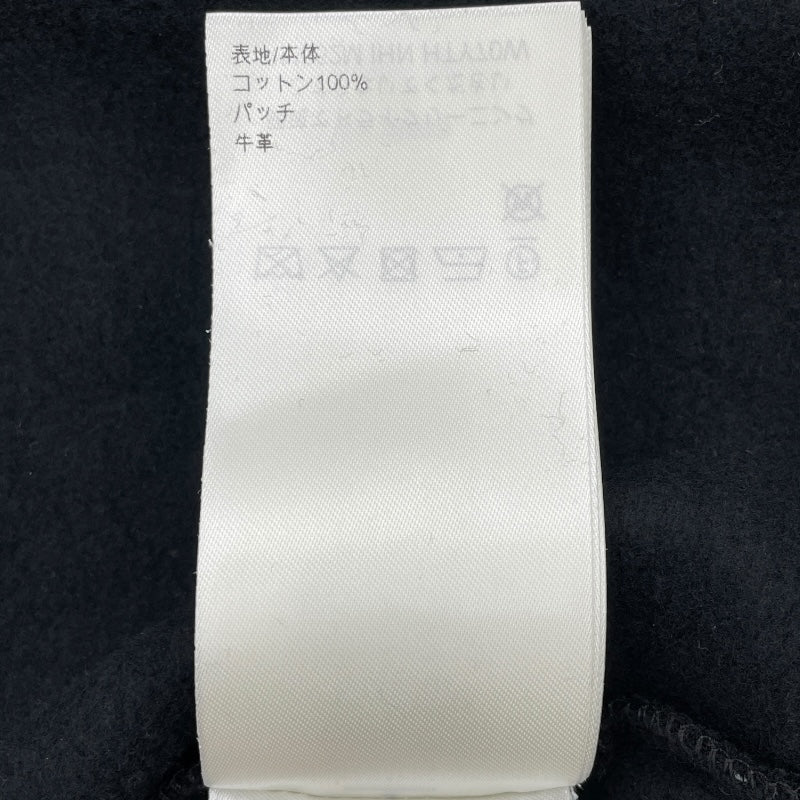 表地/本体
コットン100%
パッチ
牛革